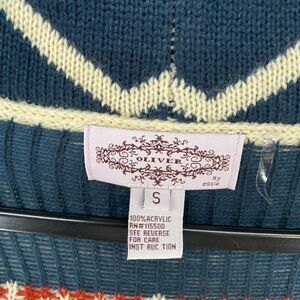 OLIVER
by
essie
S
100%ACRYLIC
RN#115500
SEE REVERSE
FOR CARE
INST RUC TION